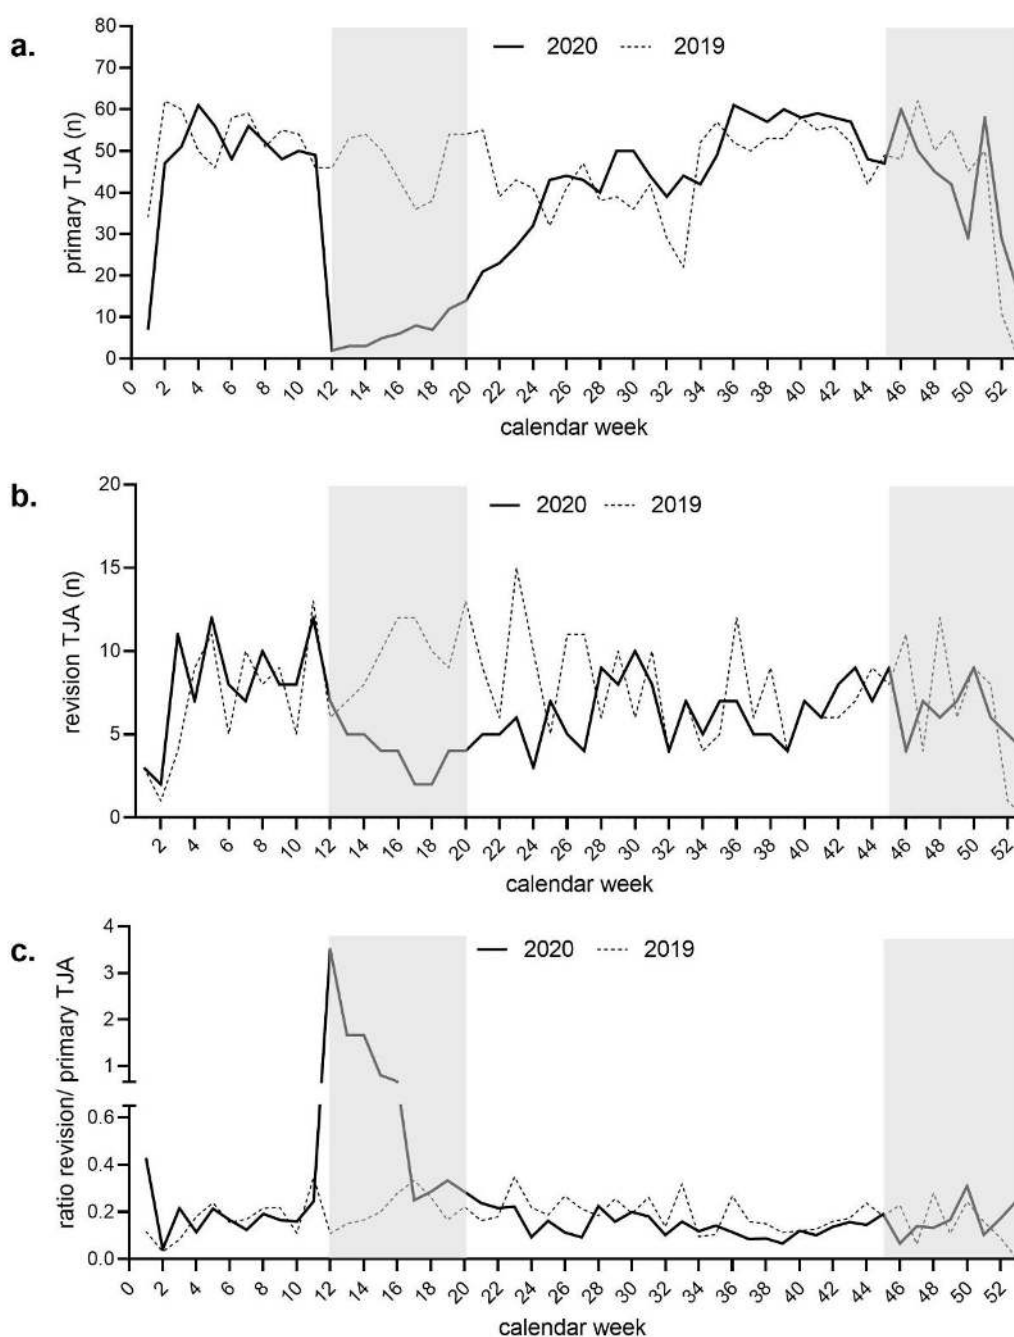 a.
2020 2019
primary TJA (n)
80
70
60
50
40
30
20
10
0
0 2 4 6 8 10 12 14 16 18 20 22 24 26 28 30 32 34 36 38 40 42 44 46 48 50 52
calendar week
b.
2020 2019
revision TJA (n)
20
15
10
5
0
2 4 6 8 10 12 14 16 18 20 22 24 26 28 30 32 34 36 38 40 42 44 46 48 50 52
calendar week
c.
2020 2019
ratio revision/ primary TJA
4
3
2
1
0.6
0.4
0.2
0.0
0 2 4 6 8 10 12 14 16 18 20 22 24 26 28 30 32 34 36 38 40 42 44 46 48 50 52
calendar week